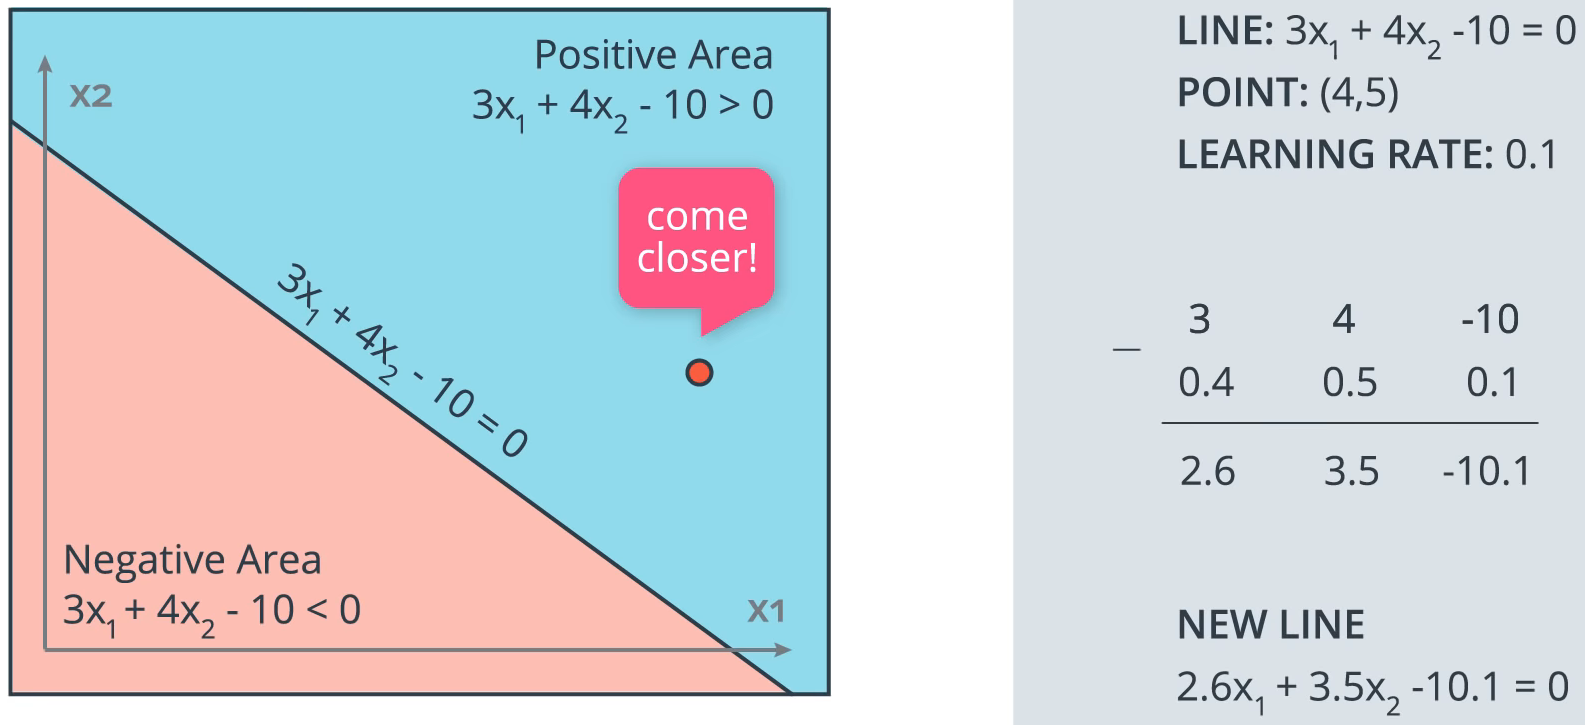 Positive Area
3x₁ + 4x₂ - 10 > 0
X2
come
closer!
3x₁ + 4x₂ - 10 = 0
Negative Area
3x₁ + 4x₂ - 10 < 0
X1
LINE: 3x₁ + 4x₂ -10 = 0
POINT: (4,5)
LEARNING RATE: 0.1
3 4 -10
—
0.4 0.5 0.1
2.6 3.5 -10.1
NEW LINE
2.6x₁ + 3.5x₂ -10.1 = 0